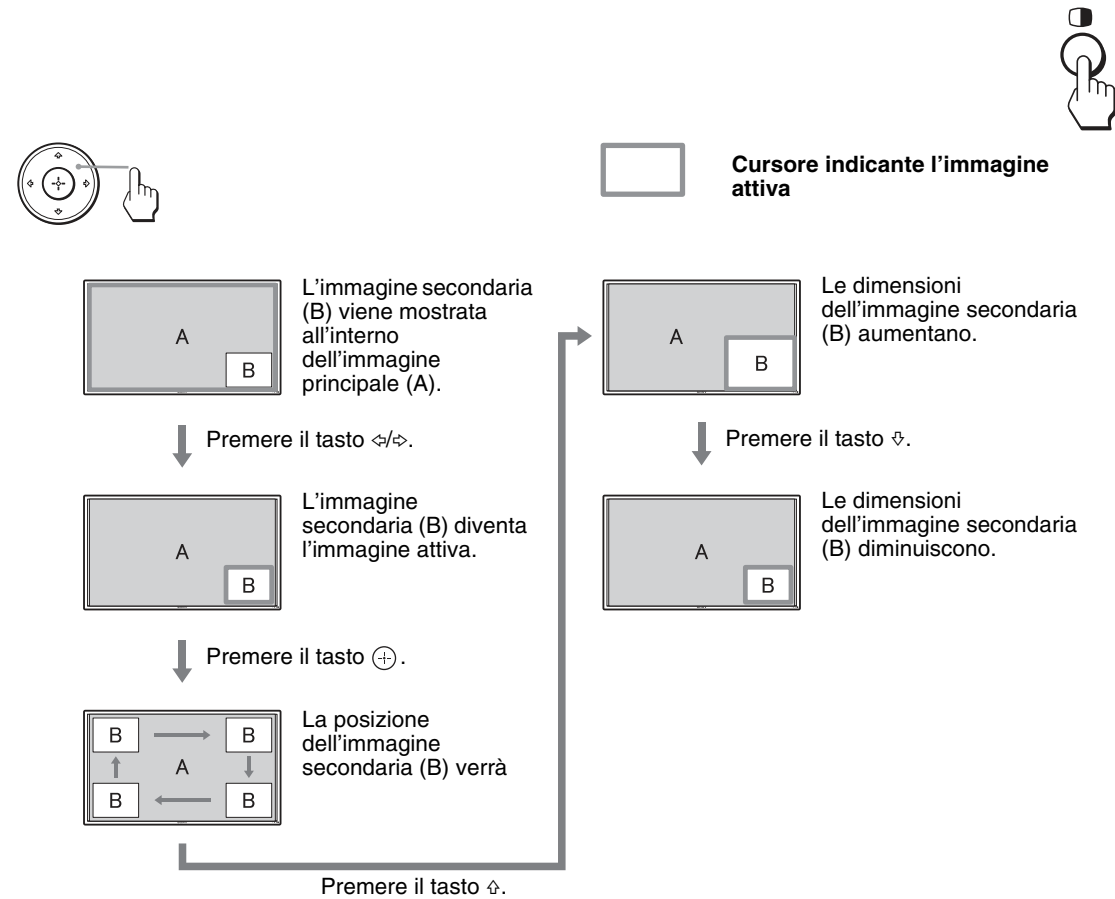 Cursore indicante l'immagine
attiva
A
B
L'immagine secondaria
(B) viene mostrata
all'interno
dell'immagine
principale (A).
Premere il tasto ⇦/⇨.
A
B
L'immagine
secondaria (B) diventa
l'immagine attiva.
Premere il tasto ⊕.
B
B
A
B
B
La posizione
dell'immagine
secondaria (B) verrà
Premere il tasto ⇧.
A
B
Le dimensioni
dell'immagine secondaria
(B) aumentano.
Premere il tasto ⇩.
A
B
Le dimensioni
dell'immagine secondaria
(B) diminuiscono.